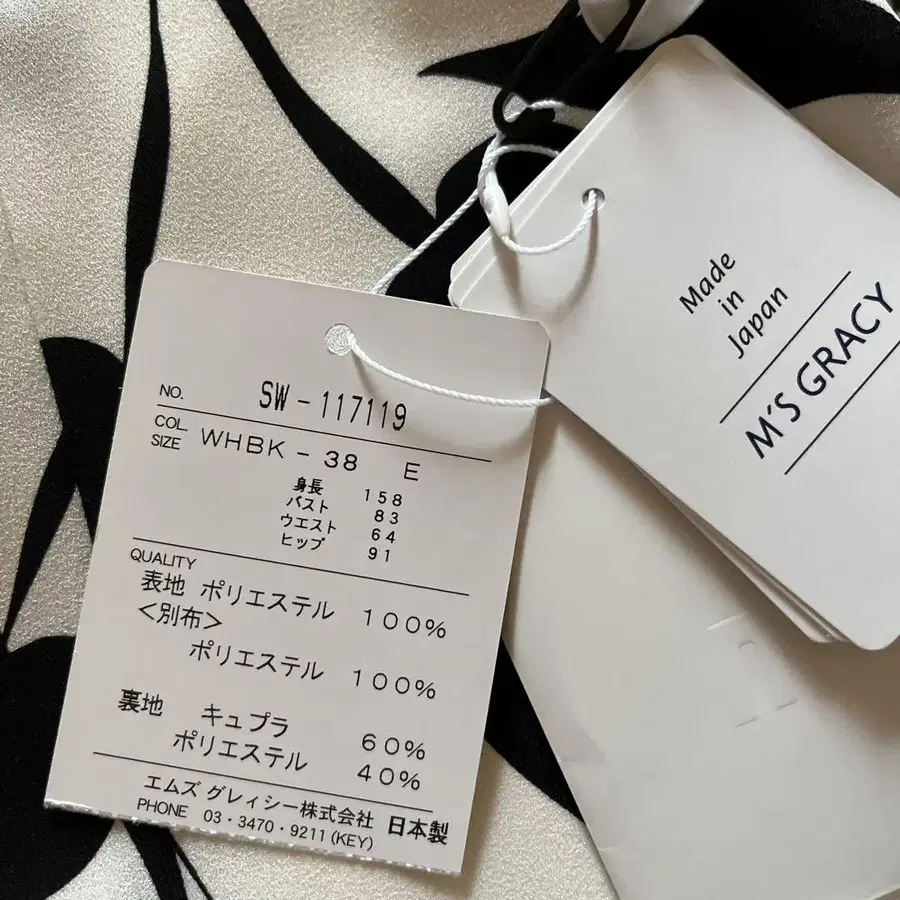 NO. SW-117119
COL
SIZE WHBK-38 E
身長 158
バスト 83
ウエスト 64
ヒップ 91
QUALITY
表地 ポリエステル 100%
<別布>
ポリエステル 100%
裏地 キュプラ 60%
ポリエステル 40%
エムズ グレィシー株式会社 日本製
PHONE 03・3470・9211(KEY)
Made
in
Japan
M'S GRACY